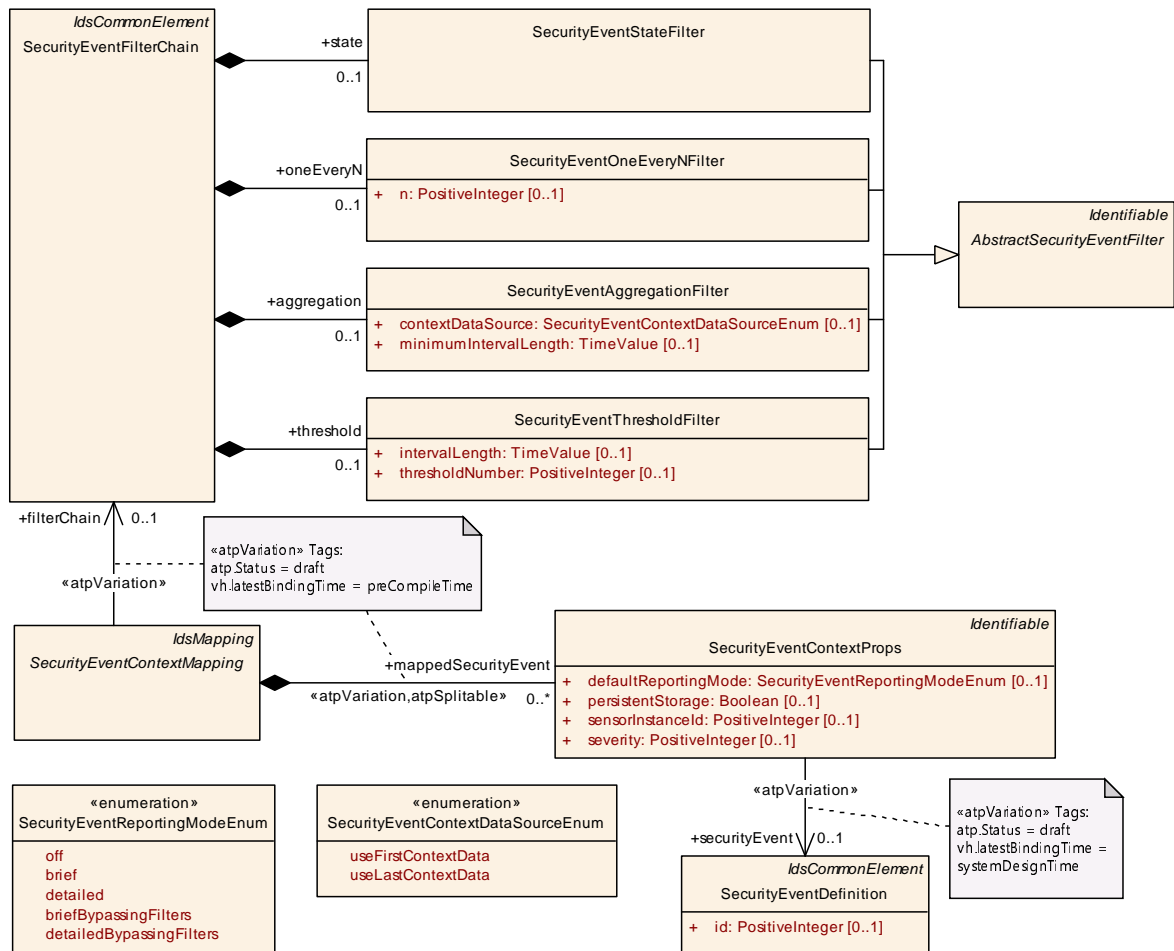 IdsCommonElement
SecurityEventFilterChain
+state
0..1
SecurityEventStateFilter
+oneEveryN
0..1
SecurityEventOneEveryNFilter
+ n: PositiveInteger [0..1]
Identifiable
AbstractSecurityEventFilter
+aggregation
0..1
SecurityEventAggregationFilter
+ contextDataSource: SecurityEventContextDataSourceEnum [0..1]
+ minimumIntervalLength: TimeValue [0..1]
+threshold
0..1
SecurityEventThresholdFilter
+ intervalLength: TimeValue [0..1]
+ thresholdNumber: PositiveInteger [0..1]
+filterChain
0..1
«atpVariation»
«atpVariation» Tags:
atp.Status = draft
vh.latestBindingTime = preCompileTime
IdsMapping
SecurityEventContextMapping
+mappedSecurityEvent
«atpVariation,atpSplitable»
0..*
Identifiable
SecurityEventContextProps
+ defaultReportingMode: SecurityEventReportingModeEnum [0..1]
+ persistentStorage: Boolean [0..1]
+ sensorInstanceId: PositiveInteger [0..1]
+ severity: PositiveInteger [0..1]
«enumeration»
SecurityEventReportingModeEnum
off
brief
detailed
briefBypassingFilters
detailedBypassingFilters
«enumeration»
SecurityEventContextDataSourceEnum
useFirstContextData
useLastContextData
«atpVariation»
+securityEvent
0..1
«atpVariation» Tags:
atp.Status = draft
vh.latestBindingTime =
systemDesignTime
IdsCommonElement
SecurityEventDefinition
+ id: PositiveInteger [0..1]